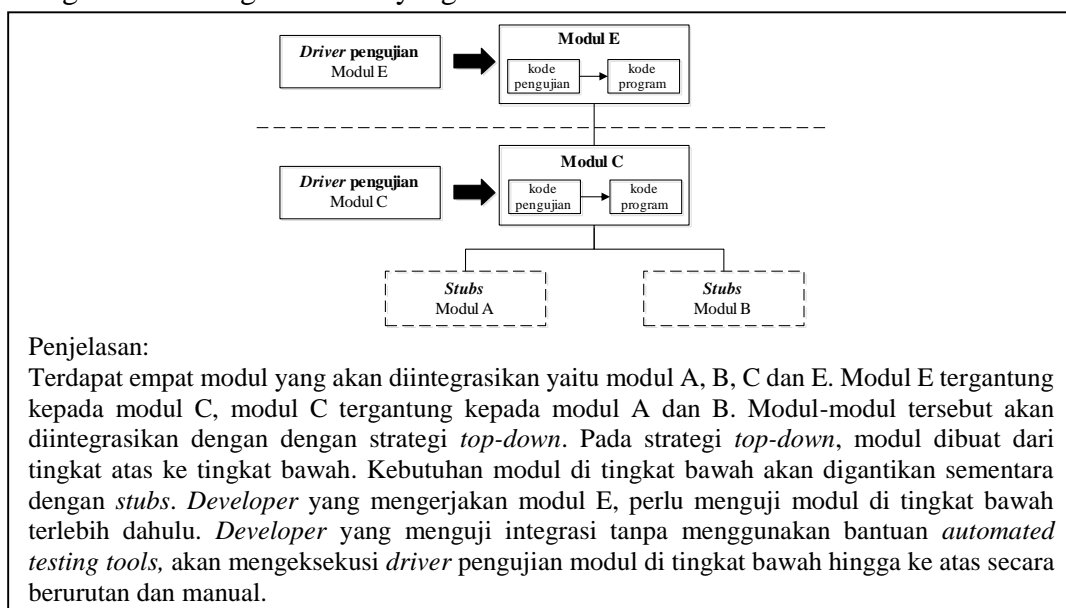 Modul E
Driver pengujian
Modul E
kode
pengujian
kode
program
Modul C
Driver pengujian
Modul C
kode
pengujian
kode
program
Stubs
Modul A
Stubs
Modul B
Penjelasan:
Terdapat empat modul yang akan diintegrasikan yaitu modul A, B, C dan E. Modul E tergantung
kepada modul C, modul C tergantung kepada modul A dan B. Modul-modul tersebut akan
diintegrasikan dengan dengan strategi top-down. Pada strategi top-down, modul dibuat dari
tingkat atas ke tingkat bawah. Kebutuhan modul di tingkat bawah akan digantikan sementara
dengan stubs. Developer yang mengerjakan modul E, perlu menguji modul di tingkat bawah
terlebih dahulu. Developer yang menguji integrasi tanpa menggunakan bantuan automated
testing tools, akan mengeksekusi driver pengujian modul di tingkat bawah hingga ke atas secara
berurutan dan manual.